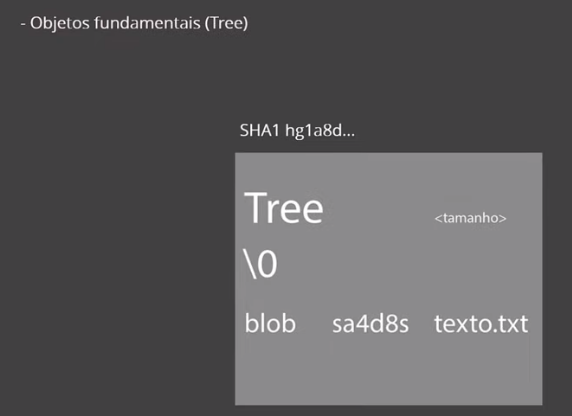 - Objetos fundamentais (Tree)
SHA1 hg1a8d...
Tree <tamanho>
\0
blob sa4d8s texto.txt